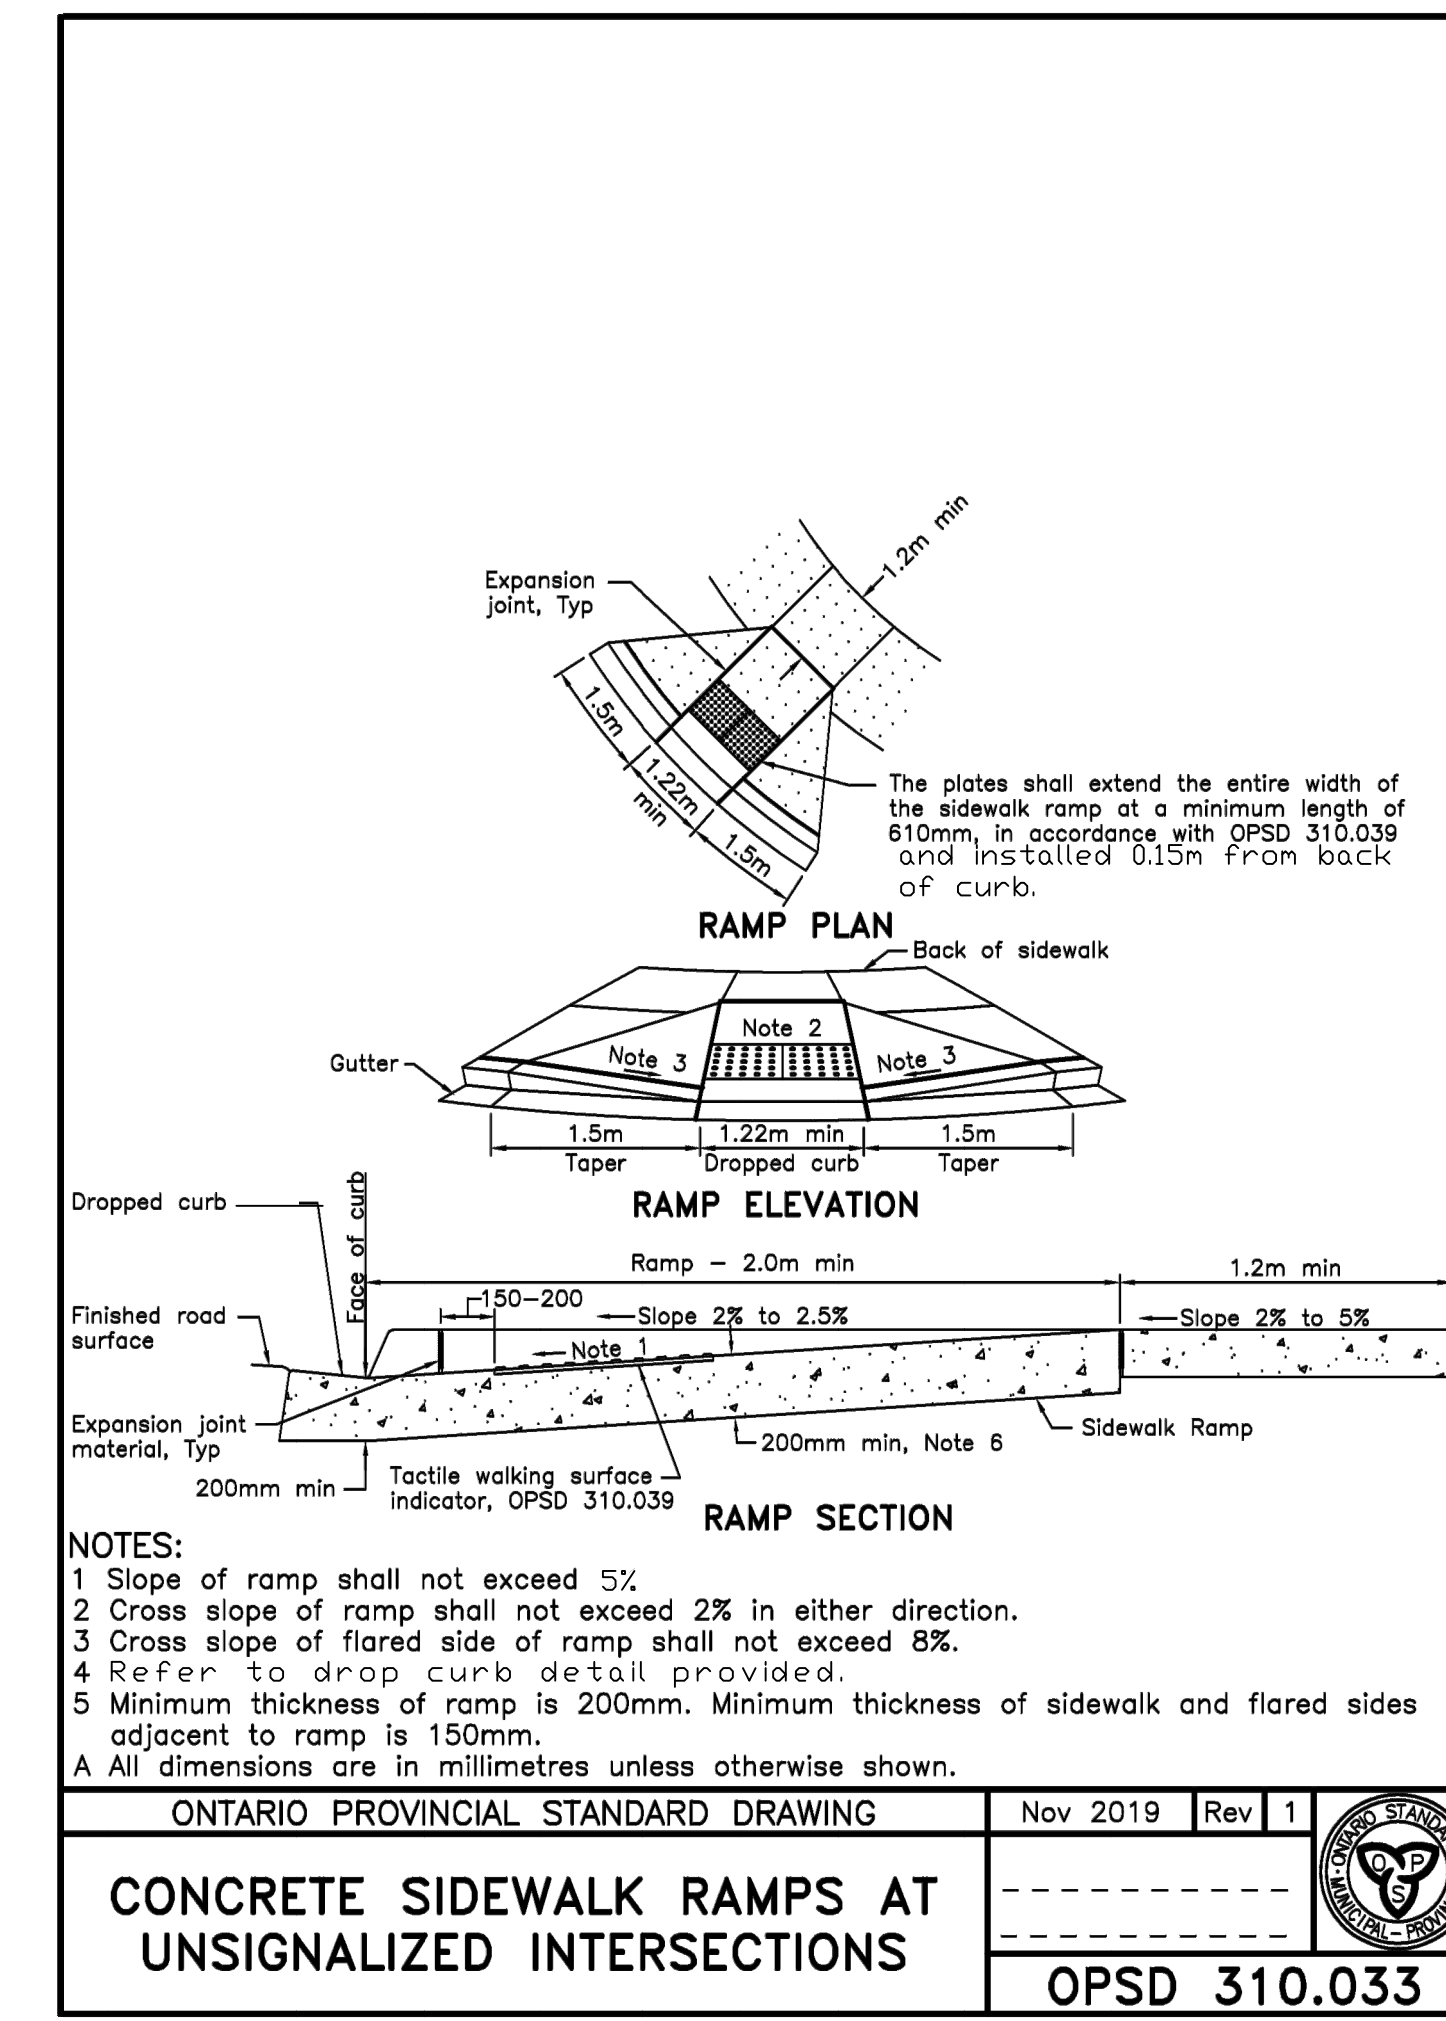 1.2m min
Expansion
joint, Typ
1.5m
1.22m
min
1.5m
The plates shall extend the entire width of
the sidewalk ramp at a minimum length of
610mm, in accordance with OPSD 310.039
and installed 0.15m from back
of curb.
RAMP PLAN
Back of sidewalk
Note 2
Note 3
Note 3
Gutter
1.5m
1.22m min
1.5m
Taper
Dropped curb
Taper
RAMP ELEVATION
Dropped curb
Face of curb
Ramp – 2.0m min
1.2m min
150–200
Slope 2% to 2.5%
Slope 2% to 5%
Finished road
surface
Note 1
Expansion joint
material, Typ
Sidewalk Ramp
200mm min, Note 6
200mm min
Tactile walking surface
indicator, OPSD 310.039
RAMP SECTION
NOTES:
1 Slope of ramp shall not exceed 5%
2 Cross slope of ramp shall not exceed 2% in either direction.
3 Cross slope of flared side of ramp shall not exceed 8%.
4 Refer to drop curb detail provided.
5 Minimum thickness of ramp is 200mm. Minimum thickness of sidewalk and flared sides
adjacent to ramp is 150mm.
A All dimensions are in millimetres unless otherwise shown.
ONTARIO PROVINCIAL STANDARD DRAWING
Nov 2019 Rev 1
CONCRETE SIDEWALK RAMPS AT
UNSIGNALIZED INTERSECTIONS
OPSD 310.033
ONTARIO
MUNICIPAL
O P
S